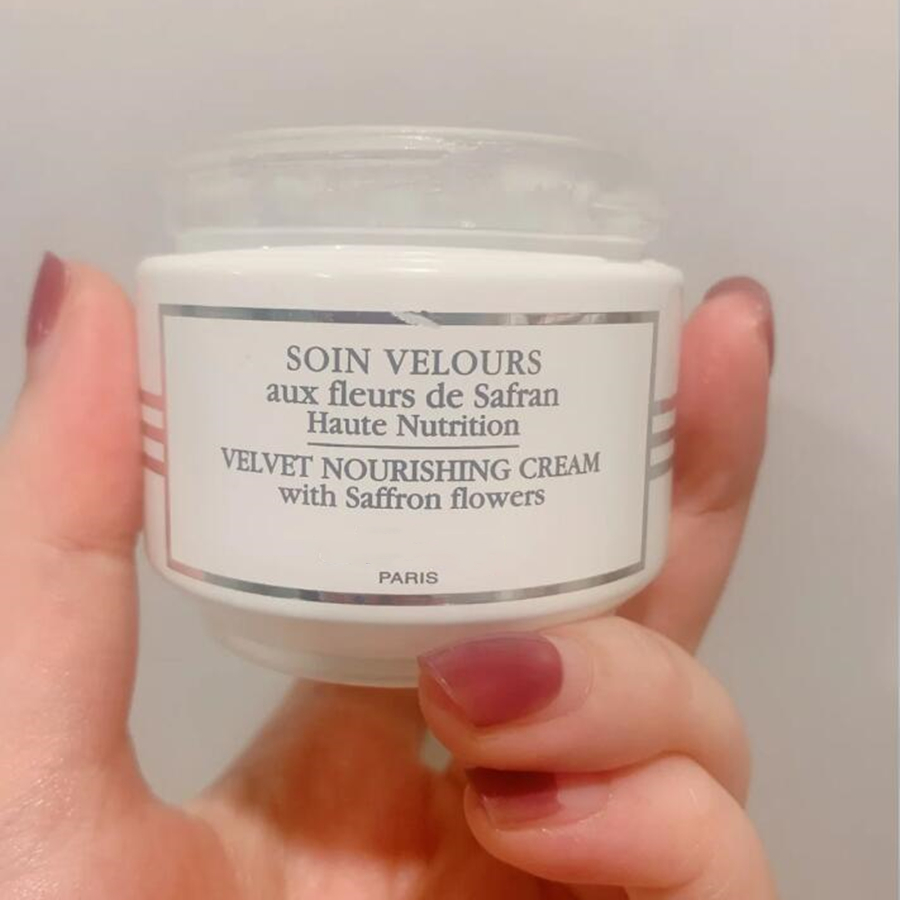 SOIN VELOURS
aux fleurs de Safran
Haute Nutrition
VELVET NOURISHING CREAM
with Saffron flowers
PARIS